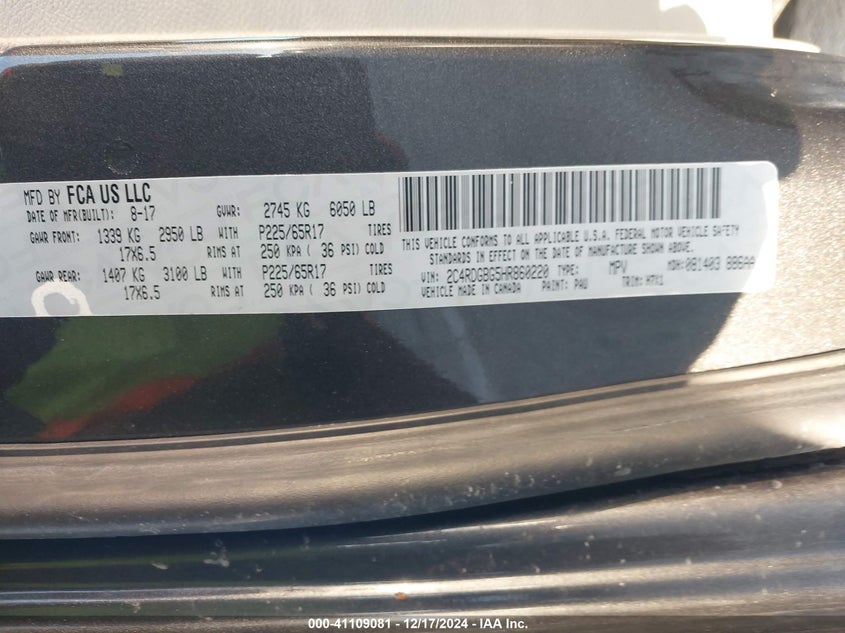 MFD BY FCA US LLC
DATE OF MFR(BUILT): 8-17 GVWR: 2745 KG 6050 LB
GAWR FRONT: 1339 KG 2950 LB WITH P225/65R17 TIRES
17X6.5 RIMS AT 250 KPA ( 36 PSI) COLD
GAWR REAR: 1407 KG 3100 LB WITH P225/65R17 TIRES
17X6.5 RIMS AT 250 KPA ( 36 PSI) COLD
THIS VEHICLE CONFORMS TO ALL APPLICABLE U.S.A. FEDERAL MOTOR VEHICLE SAFETY
STANDARDS IN EFFECT ON THE DATE OF MANUFACTURE SHOWN ABOVE.
VIN: 2C4RDGBG5HR860220 TYPE: MPV MDH: 081403 886AA
VEHICLE MADE IN CANADA PAINT: PAU TRIM:
000-41109081 - 12/17/2024 - IAA Inc.